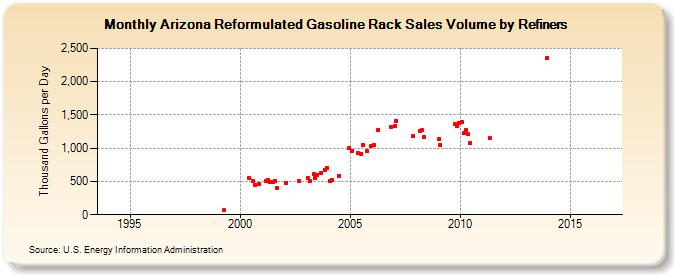 Monthly Arizona Reformulated Gasoline Rack Sales Volume by Refiners
Thousand Gallons per Day
2,500
2,000
1,500
1,000
500
0
1995 2000 2005 2010 2015
Source: U.S. Energy Information Administration